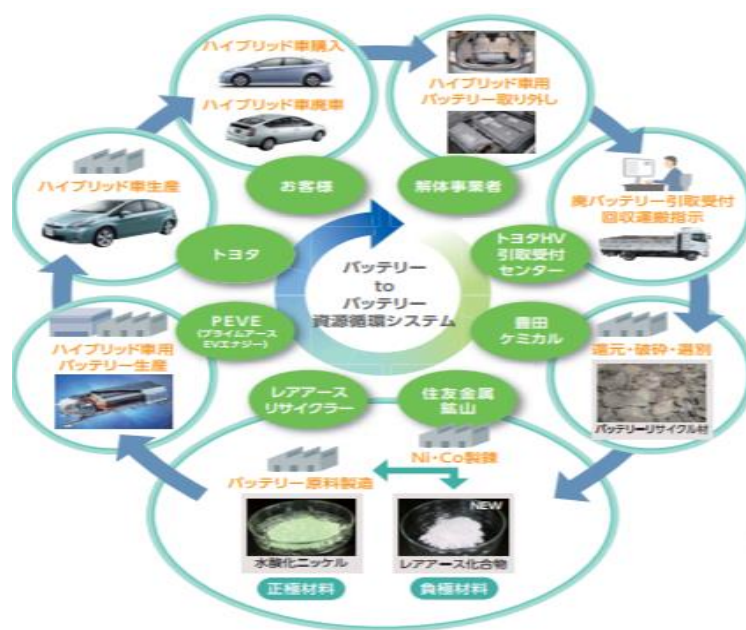 ハイブリッド車購入
ハイブリッド車廃車
お客様
ハイブリッド車用
バッテリー取り外し
解体事業者
廃バッテリー引取受付
回収運搬指示
トヨタHV
引取受付
センター
還元・破砕・選別
バッテリーリサイクル材
豊田
ケミカル
住友金属
鉱山
Ni・Co製錬
NEW
レアアース化合物
負極材料
レアアース
リサイクラー
バッテリー原料製造
水酸化ニッケル
正極材料
PEVE
(プライムアース
EVエナジー)
ハイブリッド車用
バッテリー生産
トヨタ
ハイブリッド車生産
バッテリー
to
バッテリー
資源循環システム